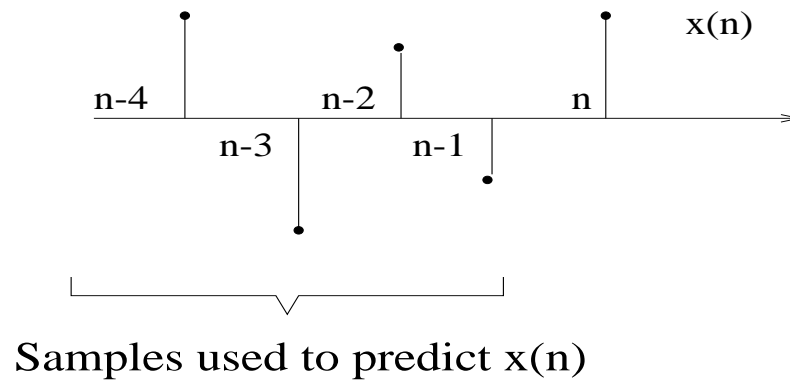 x(n)
n-4
n-2
n
n-3
n-1
Samples used to predict x(n)